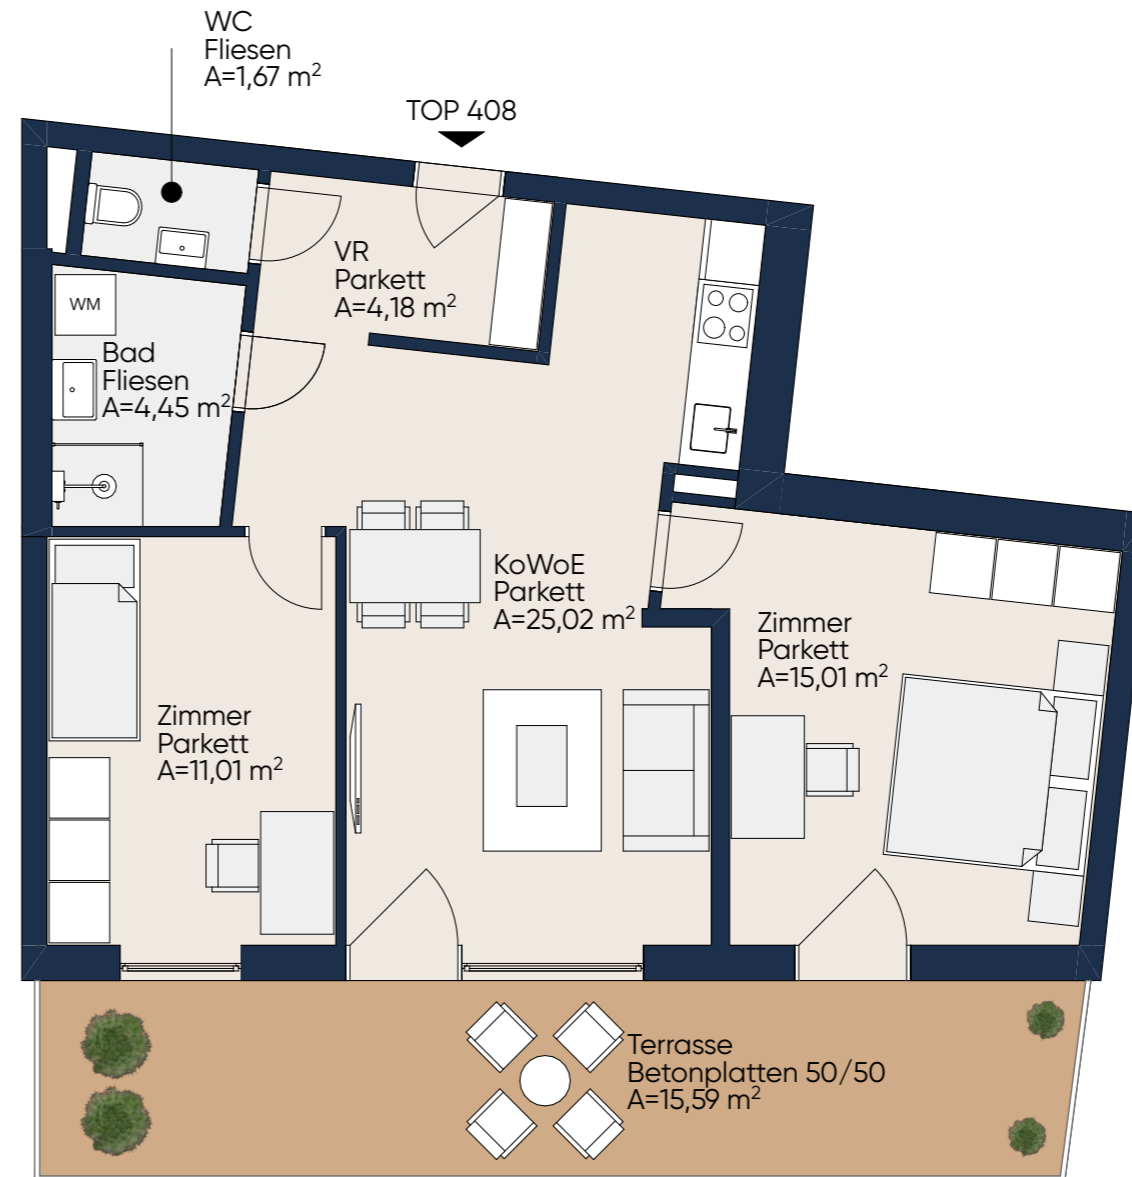 WC
Fliesen
A=1,67 m²
TOP 408
VR
Parkett
A=4,18 m²
WM
Bad
Fliesen
A=4,45 m²
KoWoE
Parkett
A=25,02 m²
Zimmer
Parkett
A=15,01 m²
Zimmer
Parkett
A=11,01 m²
Terrasse
Betonplatten 50/50
A=15,59 m²